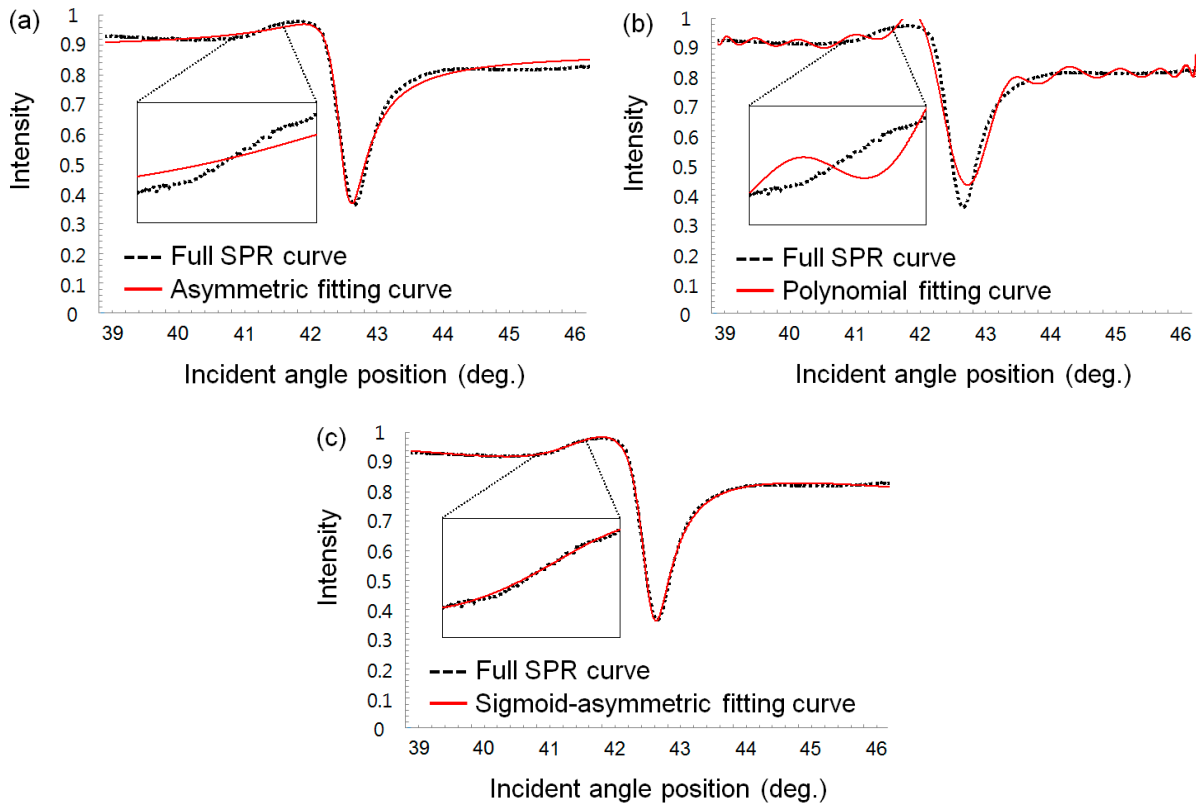 (a)
1
0.9
0.8
0.7
0.6
0.5
0.4
0.3
0.2
0.1
0
Intensity
Full SPR curve
Asymmetric fitting curve
39 40 41 42 43 44 45 46
Incident angle position (deg.)
(b)
1
0.9
0.8
0.7
0.6
0.5
0.4
0.3
0.2
0.1
0
Intensity
Full SPR curve
Polynomial fitting curve
39 40 41 42 43 44 45 46
Incident angle position (deg.)
(c)
1
0.9
0.8
0.7
0.6
0.5
0.4
0.3
0.2
0.1
0
Intensity
Full SPR curve
Sigmoid-asymmetric fitting curve
39 40 41 42 43 44 45 46
Incident angle position (deg.)